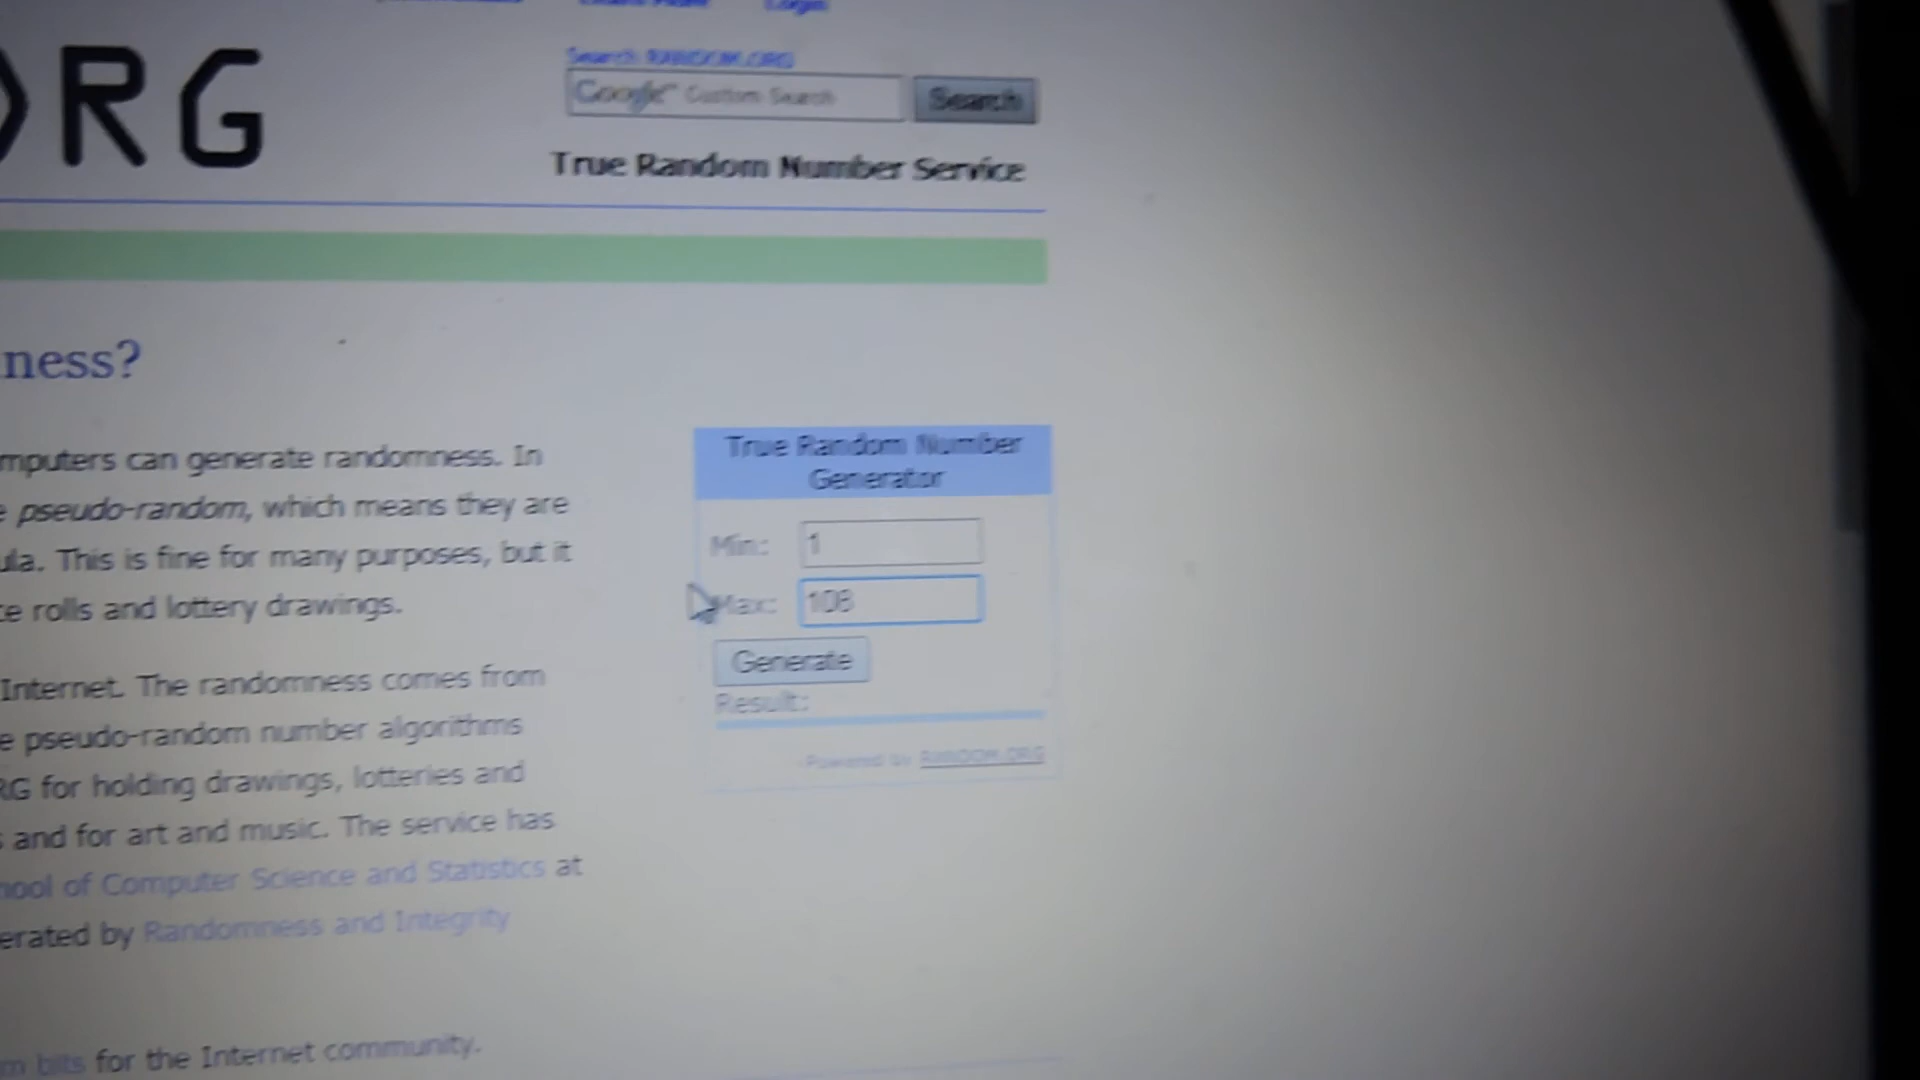 ORG
Login
Search RANDOM.ORG
Google™ Custom Search
Search
True Random Number Service
ness?
mputers can generate randomness. In
e pseudo-random, which means they are
ula. This is fine for many purposes, but it
ce rolls and lottery drawings.
Internet. The randomness comes from
e pseudo-random number algorithms
RG for holding drawings, lotteries and
s and for art and music. The service has
hool of Computer Science and Statistics at
erated by Randomness and Integrity
m bits for the Internet community.
True Random Number
Generator
Min: 1
Max: 108
Generate
Result:
Powered by RANDOM.ORG